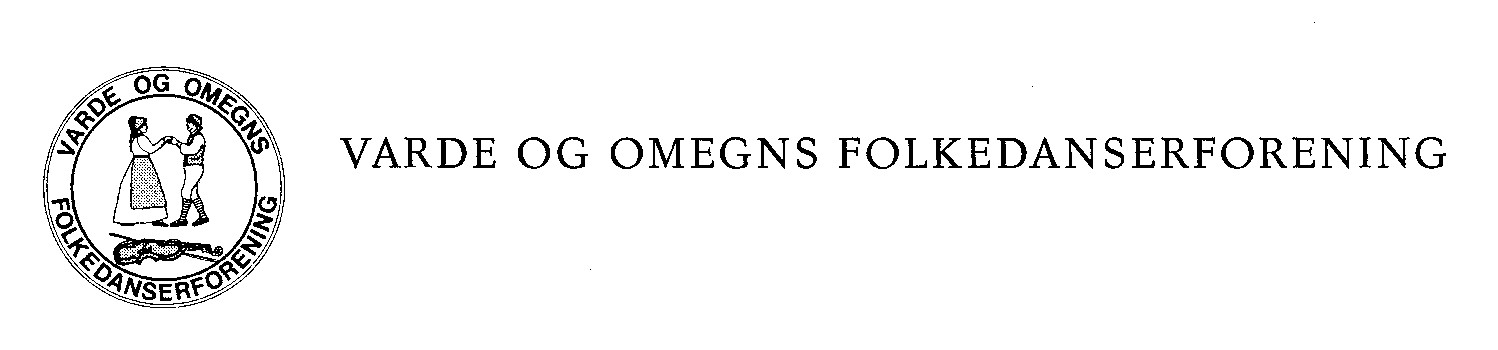 VARDE OG OMEGNS
FOLKEDANSERFORENING
VARDE OG OMEGNS FOLKEDANSERFORENING